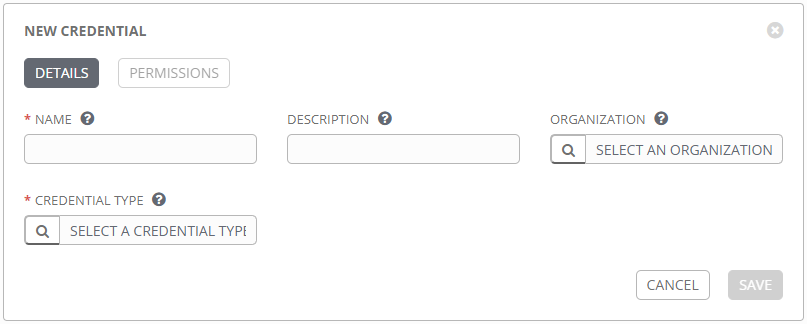 NEW CREDENTIAL
DETAILS PERMISSIONS
* NAME ? DESCRIPTION ? ORGANIZATION ?
SELECT AN ORGANIZATION
* CREDENTIAL TYPE ?
SELECT A CREDENTIAL TYPE
CANCEL SAVE